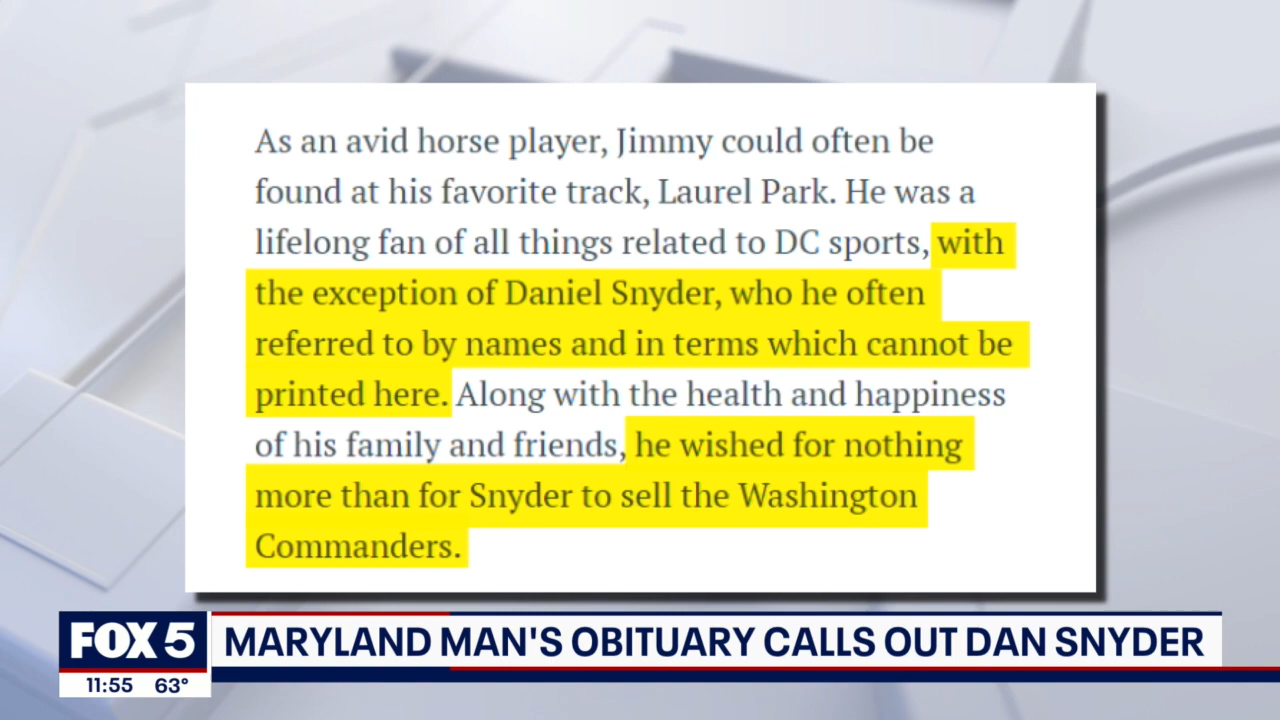 As an avid horse player, Jimmy could often be
found at his favorite track, Laurel Park. He was a
lifelong fan of all things related to DC sports, with
the exception of Daniel Snyder, who he often
referred to by names and in terms which cannot be
printed here. Along with the health and happiness
of his family and friends, he wished for nothing
more than for Snyder to sell the Washington
Commanders.
FOX 5 MARYLAND MAN'S OBITUARY CALLS OUT DAN SNYDER
11:55 63°